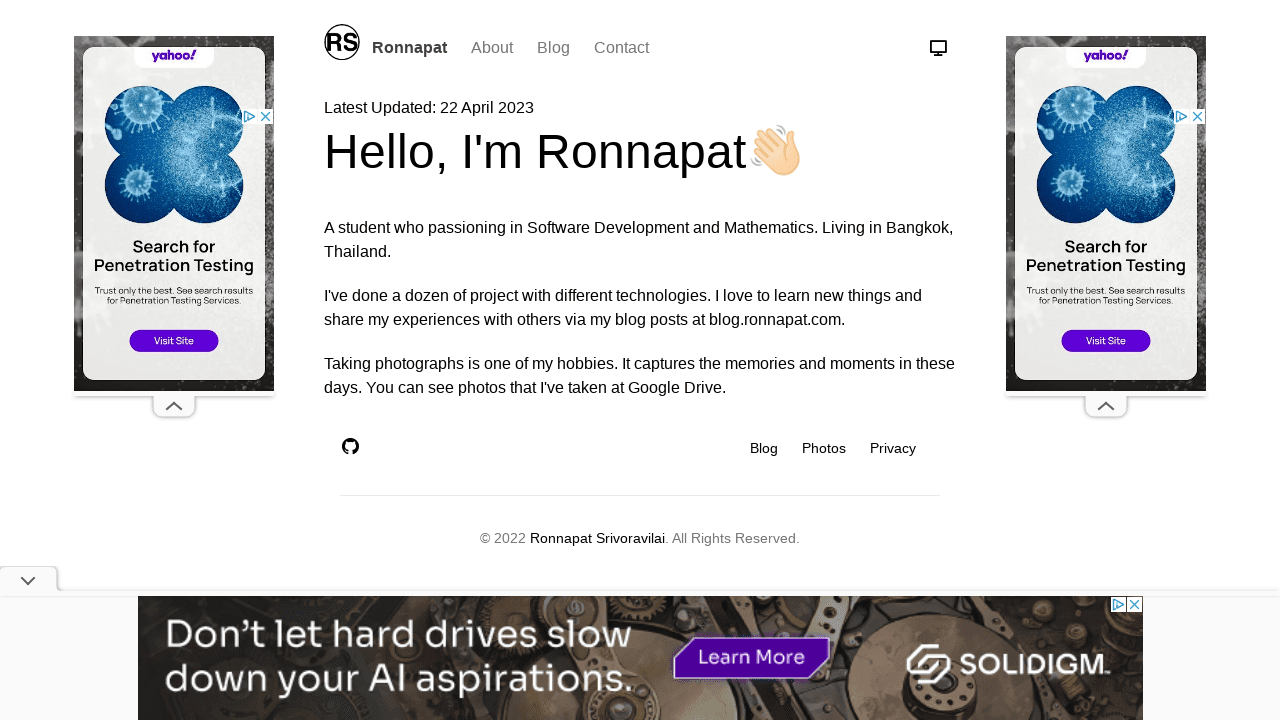 RS
Ronnapat About Blog Contact
Latest Updated: 22 April 2023
Hello, I'm Ronnapat
A student who passioning in Software Development and Mathematics. Living in Bangkok,
Thailand.
I've done a dozen of project with different technologies. I love to learn new things and
share my experiences with others via my blog posts at blog.ronnapat.com.
Taking photographs is one of my hobbies. It captures the memories and moments in these
days. You can see photos that I've taken at Google Drive.
Blog Photos Privacy
© 2022 Ronnapat Srivoravilai. All Rights Reserved.
yahoo!
Search for
Penetration Testing
Trust only the best. See search results
for Penetration Testing Services.
Visit Site
yahoo!
Search for
Penetration Testing
Trust only the best. See search results
for Penetration Testing Services.
Visit Site
Don't let hard drives slow
down your AI aspirations.
Learn More
SOLIDIGM™